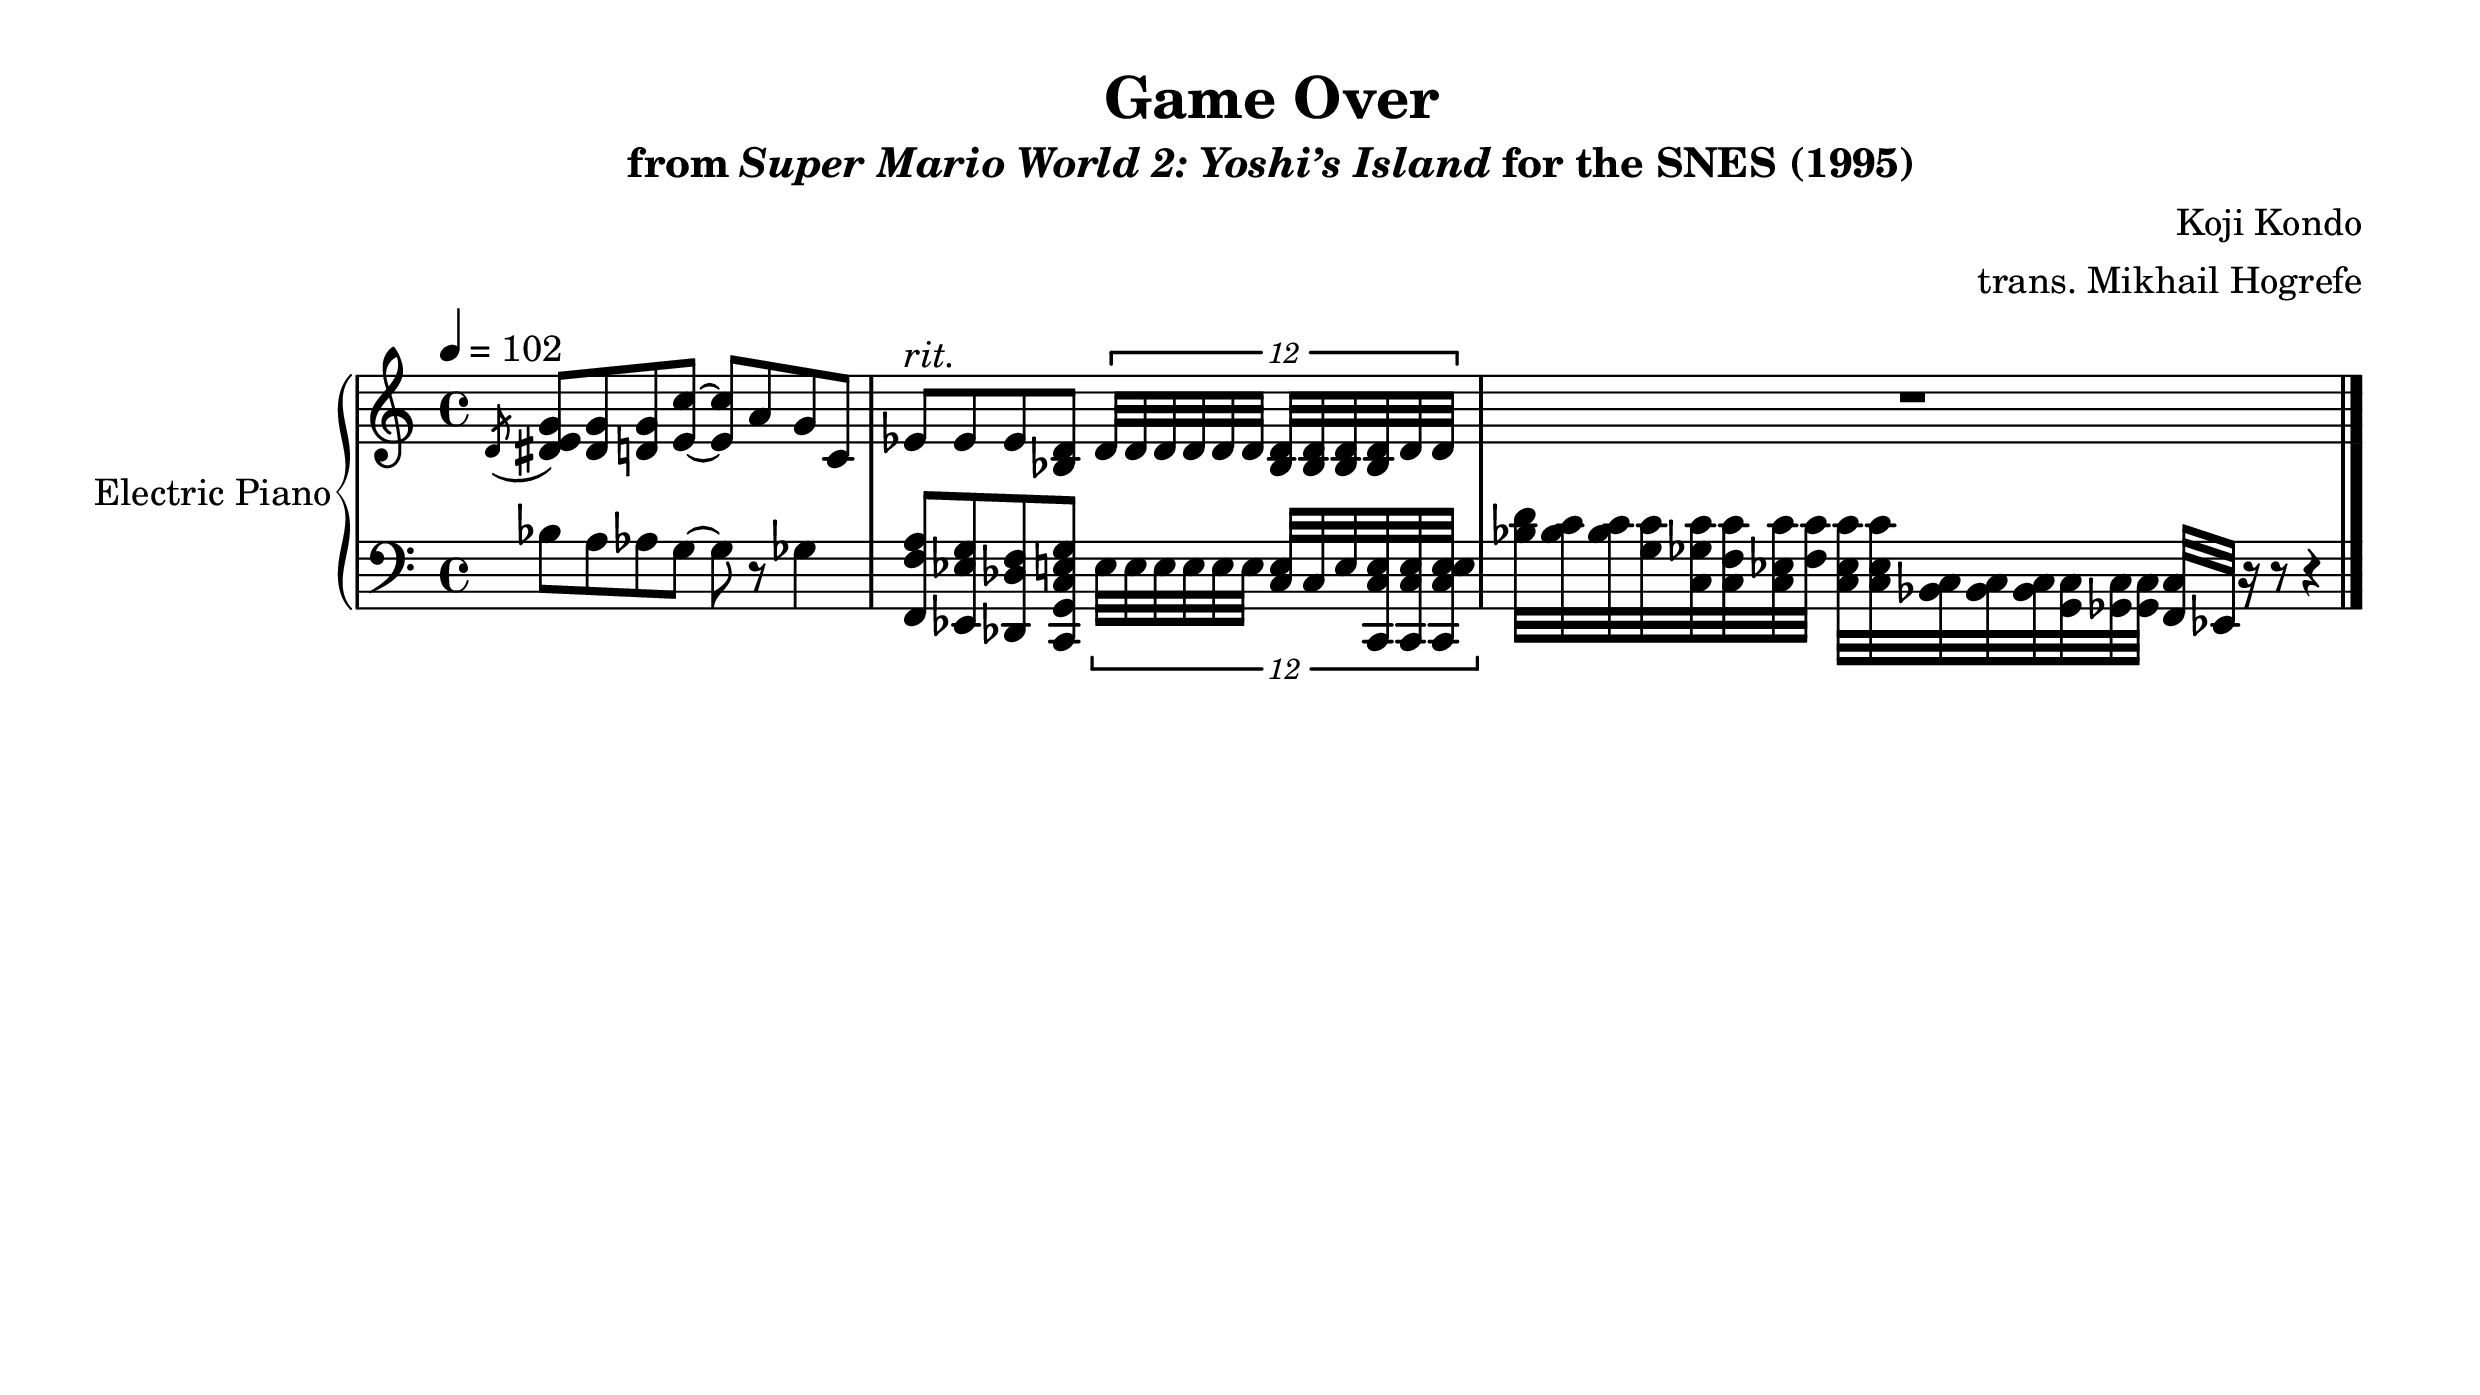 Game Over
from Super Mario World 2: Yoshi’s Island for the SNES (1995)
Koji Kondo
trans. Mikhail Hogrefe
= 102
rit.
12
Electric Piano
12